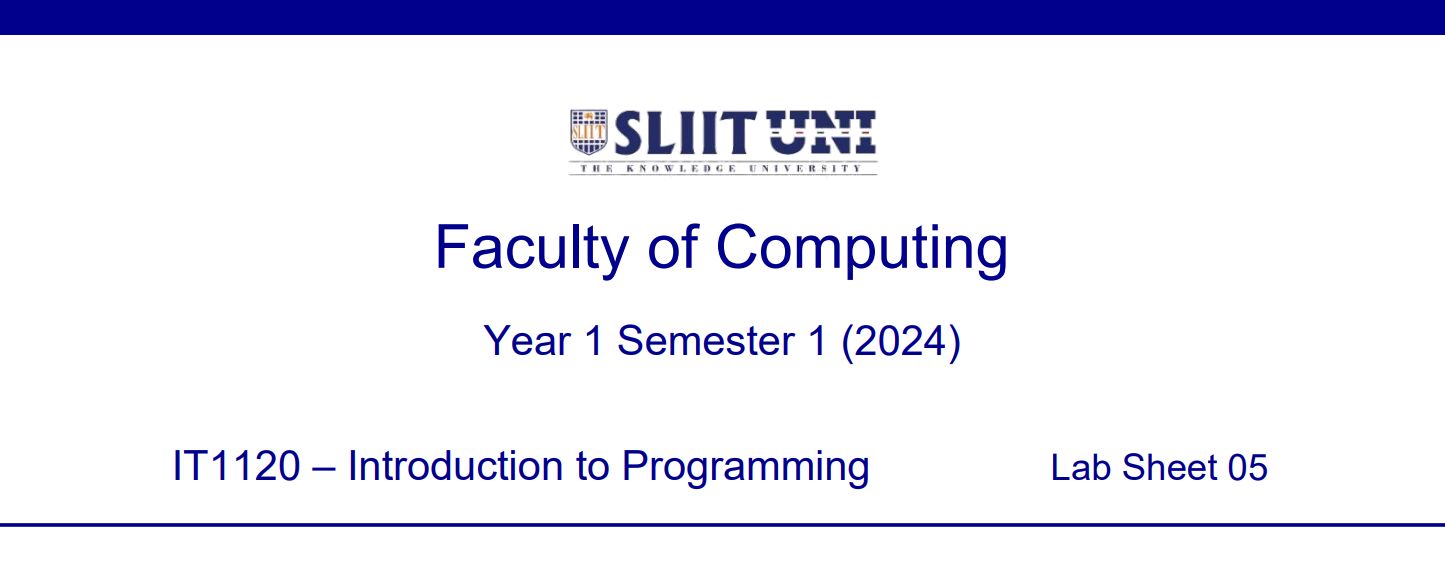 SLIIT
SLIIT UNI
THE KNOWLEDGE UNIVERSITY
Faculty of Computing
Year 1 Semester 1 (2024)
IT1120 – Introduction to Programming Lab Sheet 05